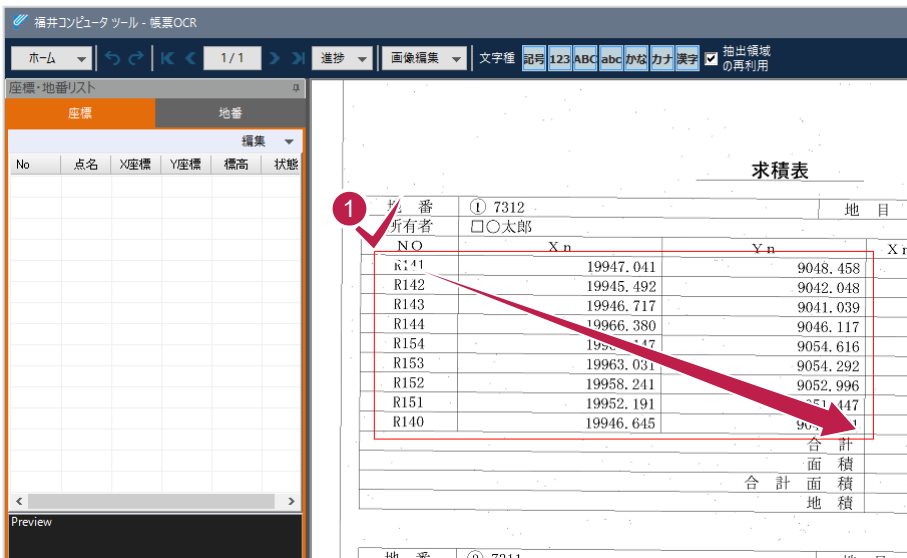 福井コンピュータ ツール - 帳票OCR
ホーム 1/1 進捗 画像編集 文字種 記号 123 ABC abc かな カナ 漢字 抽出領域の再利用
座標・地番リスト
座標 地番
編集
No 点名 X座標 Y座標 標高 状態
Preview
求積表
1
地 番 ① 7312 地 目
所有者 □○太郎
NO Xn Yn
R141 19947.041 9048.458
R142 19945.492 9042.048
R143 19946.717 9041.039
R144 19966.380 9046.117
R154 9054.616
R153 19963.031 9054.292
R152 19958.241 9052.996
R151 19952.191
R140 19946.645
合 計
面 積
合 計 面 積
地 積